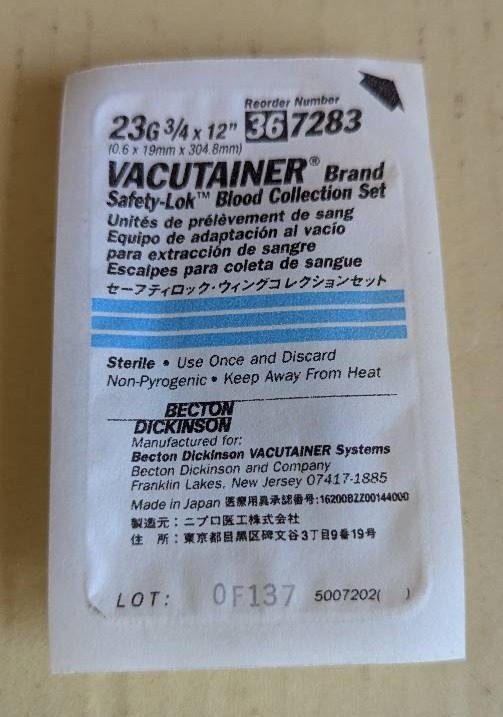 Reorder Number
23G 3/4 x 12" 367283
(0.6 x 19mm x 304.8mm)
VACUTAINER® Brand
Safety-Lok™ Blood Collection Set
Unités de prélèvement de sang
Equipo de adaptación al vacío
para extracción de sangre
Escalpes para coleta de sangue
セーフティロック・ウィングコレクションセット
Sterile • Use Once and Discard
Non-Pyrogenic • Keep Away From Heat
BECTON
DICKINSON
Manufactured for:
Becton Dickinson VACUTAINER Systems
Becton Dickinson and Company
Franklin Lakes, New Jersey 07417-1885
Made in Japan 医療用具承認番号:16200BZZ00144000
製造元：ニプロ医工株式会社
住 所：東京都目黒区碑文谷3丁目9番19号
LOT: 0F137 5007202( )